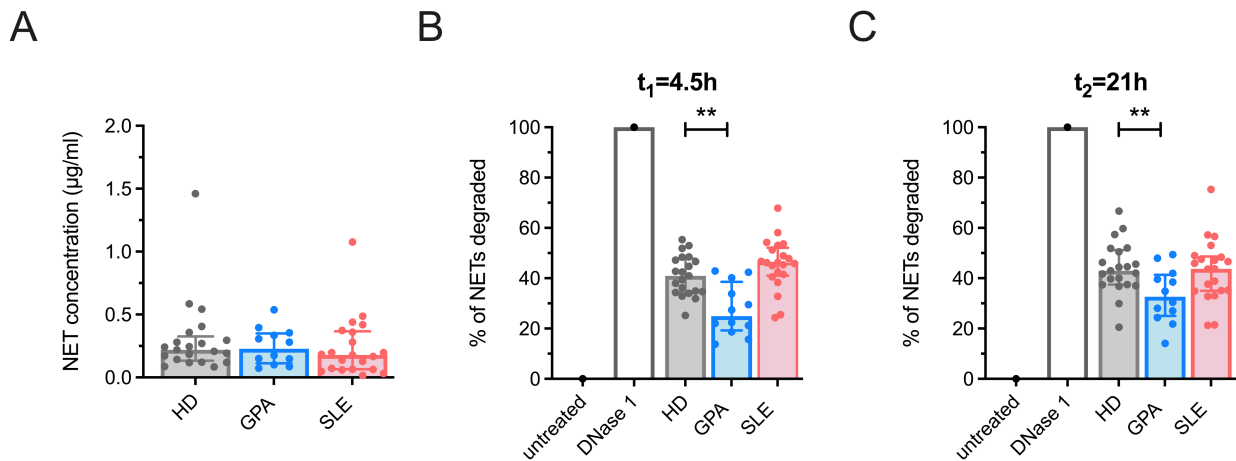 A
B
C
t1=4.5h
t2=21h
**
**
NET concentration (µg/ml)
2.0
1.5
1.0
0.5
0.0
HD
GPA
SLE
% of NETs degraded
100
80
60
40
20
0
untreated
DNase 1
HD
GPA
SLE
% of NETs degraded
100
80
60
40
20
0
untreated
DNase 1
HD
GPA
SLE